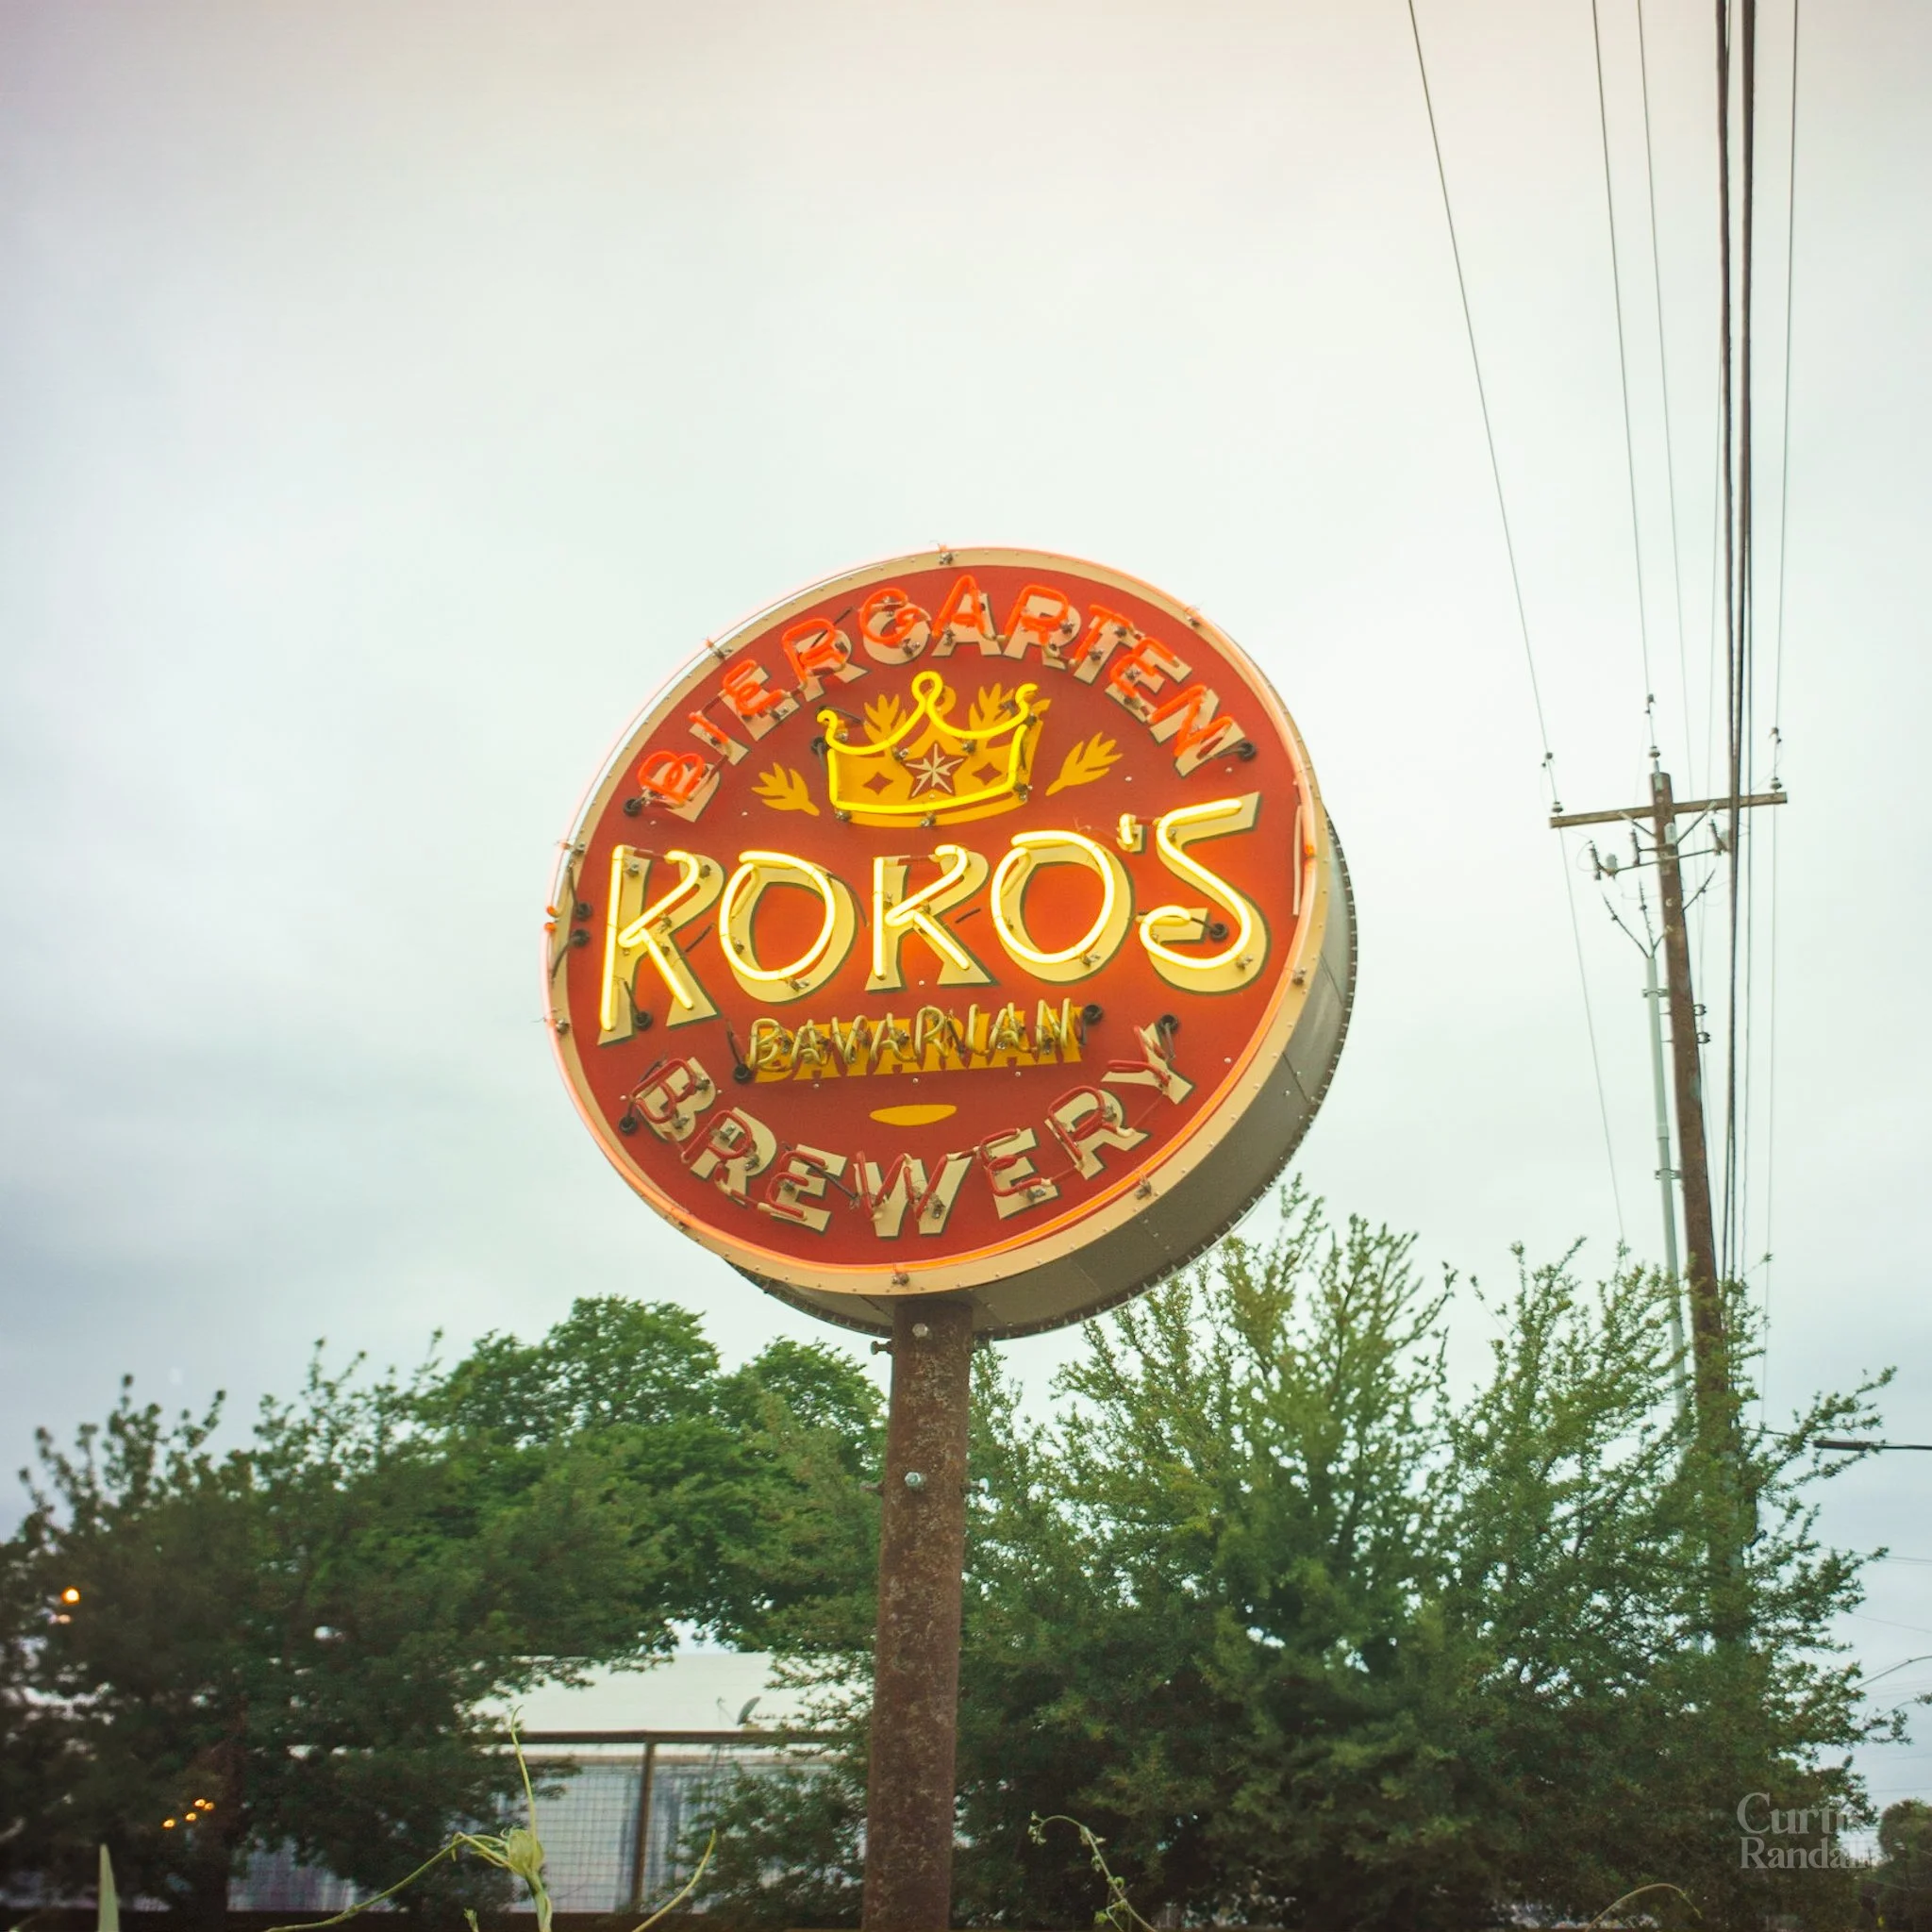 BIERGARTEN
KOKO'S
BAVARIAN
BREWERY
Curtis
Randall